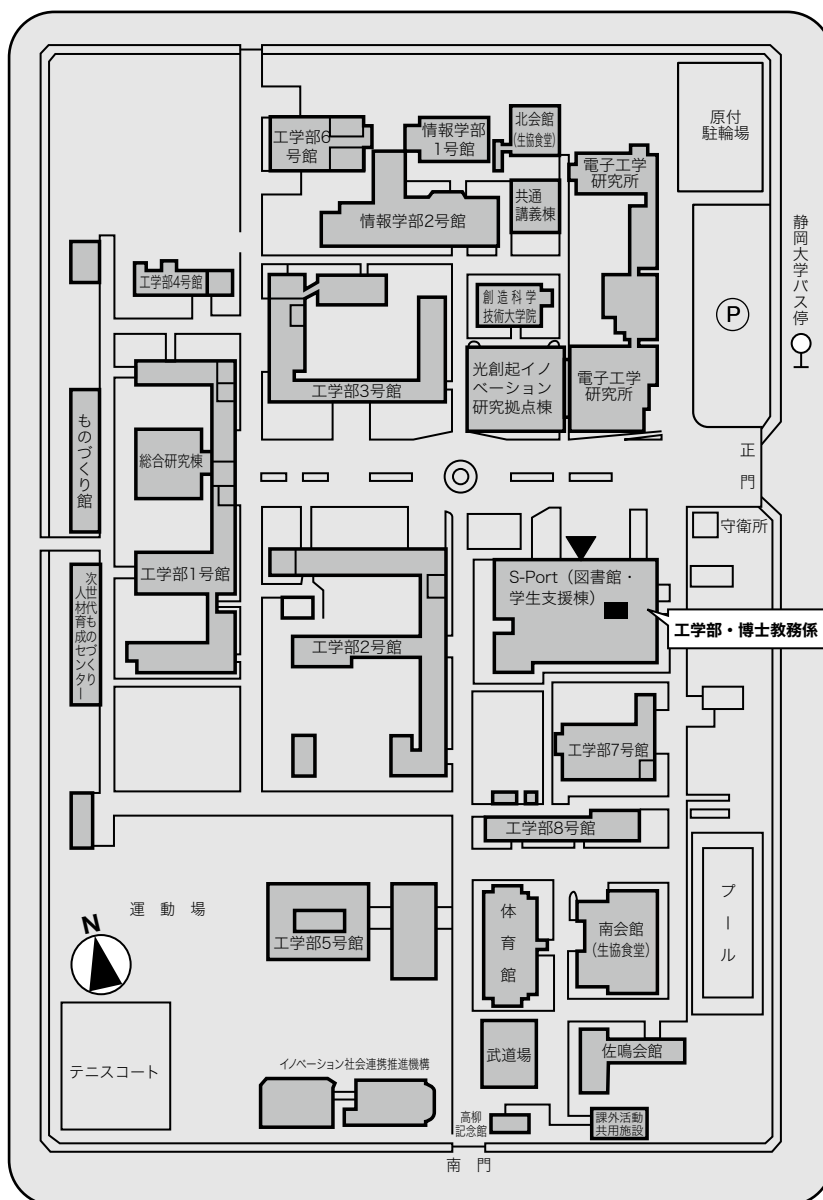 原付
駐輪場
工学部6
号館
情報学部
1号館
北会館
(生協食堂)
電子工学
研究所
共通
講義棟
情報学部2号館
静岡大学バス停
工学部4号館
創造科学
技術大学院
P
工学部3号館
光創起イノ
ベーション
研究拠点棟
電子工学
研究所
ものづくり館
総合研究棟
正門
守衛所
S-Port(図書館・
学生支援棟)
工学部・博士教務係
工学部1号館
次世代ものづくり
人材育成センター
工学部2号館
工学部7号館
工学部8号館
運動場
N
工学部5号館
体育館
南会館
(生協食堂)
プール
テニスコート
イノベーション社会連携推進機構
武道場
佐鳴会館
高柳
記念館
課外活動
共用施設
南門